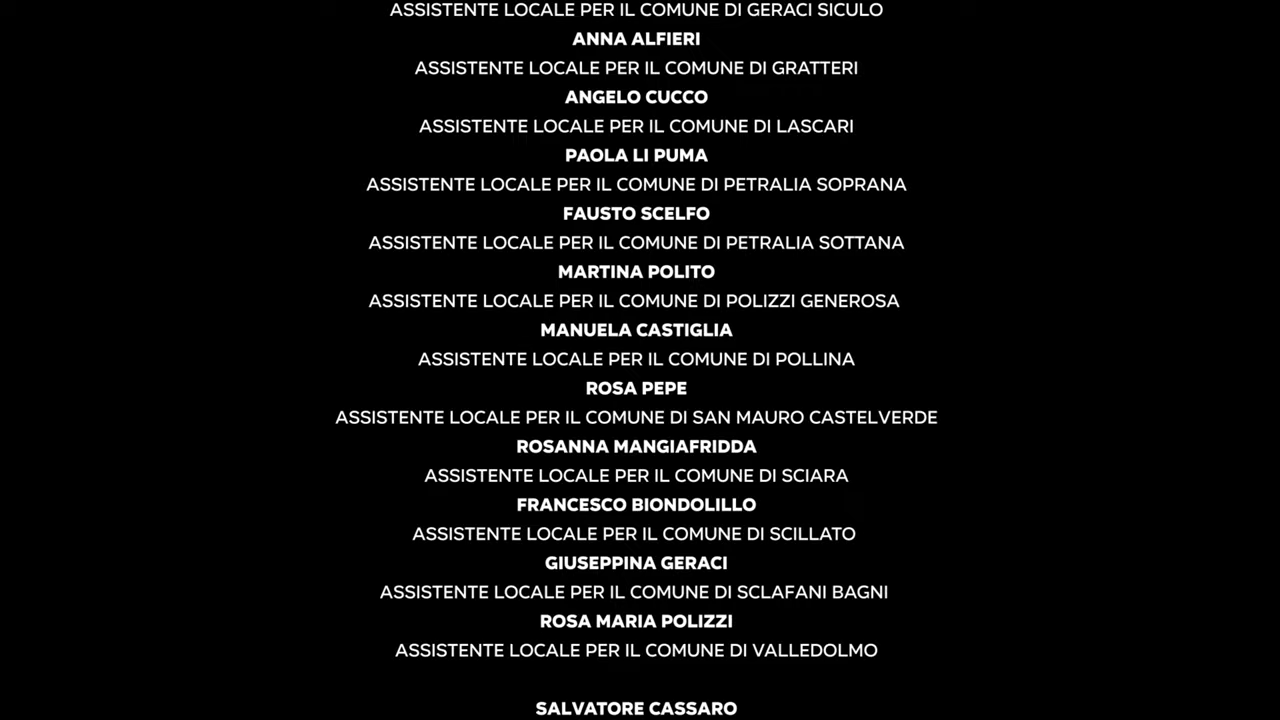 ASSISTENTE LOCALE PER IL COMUNE DI GERACI SICULO
ANNA ALFIERI
ASSISTENTE LOCALE PER IL COMUNE DI GRATTERI
ANGELO CUCCO
ASSISTENTE LOCALE PER IL COMUNE DI LASCARI
PAOLA LI PUMA
ASSISTENTE LOCALE PER IL COMUNE DI PETRALIA SOPRANA
FAUSTO SCELFO
ASSISTENTE LOCALE PER IL COMUNE DI PETRALIA SOTTANA
MARTINA POLITO
ASSISTENTE LOCALE PER IL COMUNE DI POLIZZI GENEROSA
MANUELA CASTIGLIA
ASSISTENTE LOCALE PER IL COMUNE DI POLLINA
ROSA PEPE
ASSISTENTE LOCALE PER IL COMUNE DI SAN MAURO CASTELVERDE
ROSANNA MANGIAFRIDDA
ASSISTENTE LOCALE PER IL COMUNE DI SCIARA
FRANCESCO BIONDOLILLO
ASSISTENTE LOCALE PER IL COMUNE DI SCILLATO
GIUSEPPINA GERACI
ASSISTENTE LOCALE PER IL COMUNE DI SCLAFANI BAGNI
ROSA MARIA POLIZZI
ASSISTENTE LOCALE PER IL COMUNE DI VALLEDOLMO
SALVATORE CASSARO